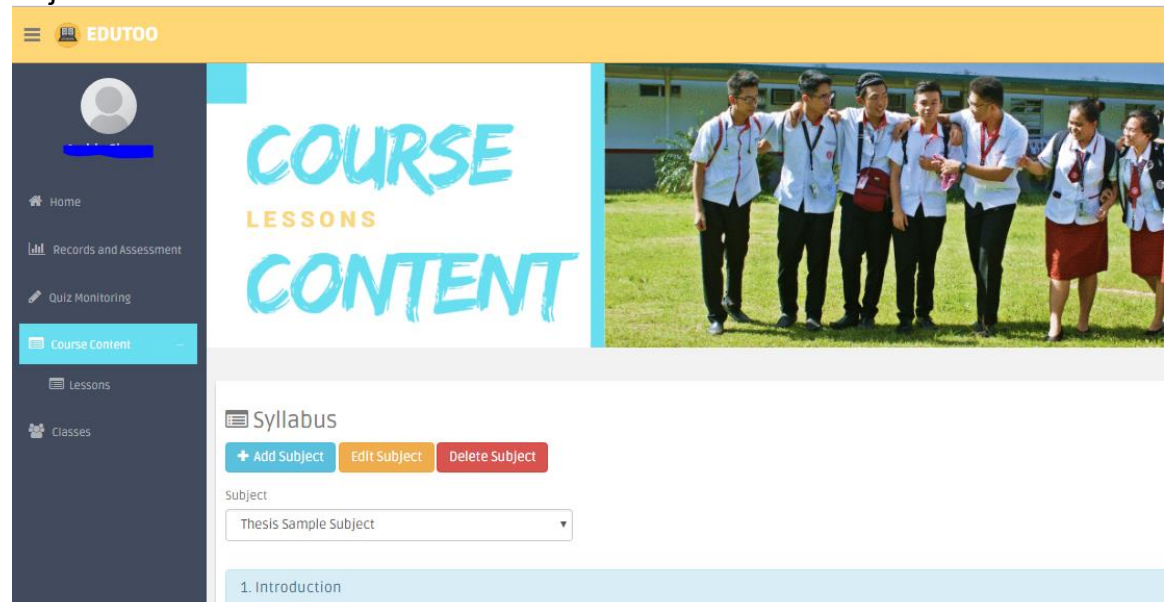 EDUTOO
COURSE
LESSONS
CONTENT
Home
Records and Assessment
Quiz Monitoring
Course Content
Lessons
Classes
Syllabus
Add Subject Edit Subject Delete Subject
Subject
Thesis Sample Subject
1. Introduction